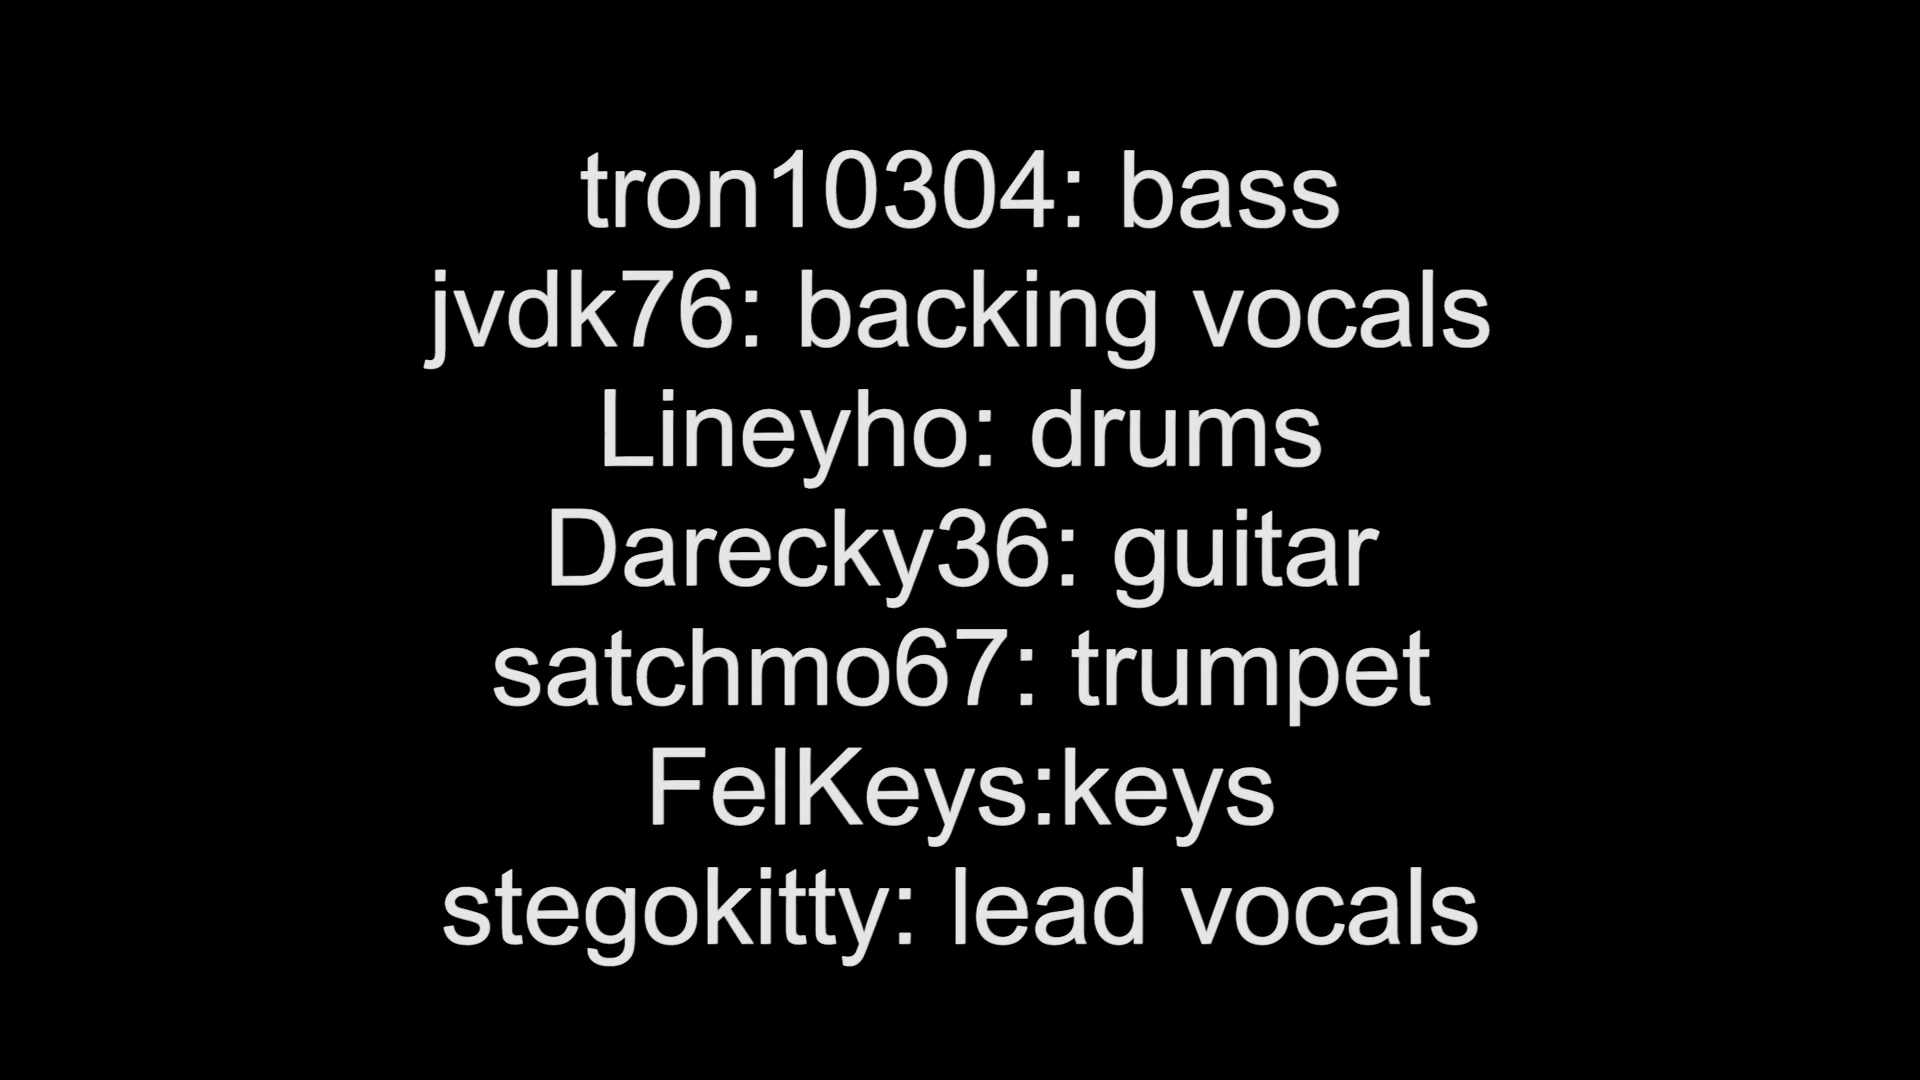 tron10304: bass
jvdk76: backing vocals
Lineyho: drums
Darecky36: guitar
satchmo67: trumpet
FelKeys:keys
stegokitty: lead vocals